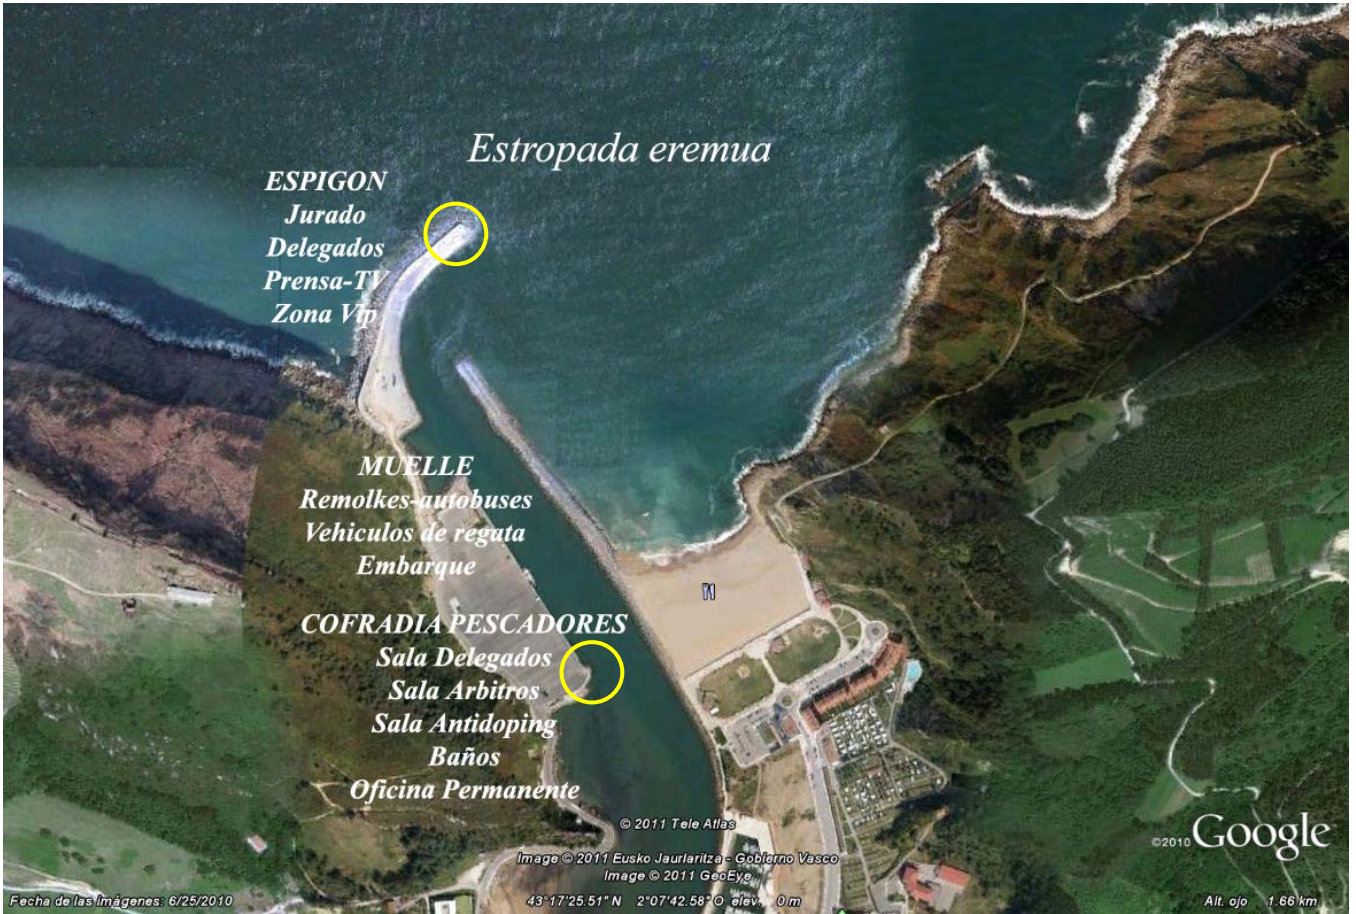 Estropada eremua
ESPIGON
Jurado
Delegados
Prensa-TV
Zona Vip
MUELLE
Remolkes-autobuses
Vehiculos de regata
Embarque
COFRADIA PESCADORES
Sala Delegados
Sala Arbitros
Sala Antidoping
Baños
Oficina Permanente
© 2011 Tele Atlas
©2010 Google
Image © 2011 Eusko Jaurlaritza - Gobierno Vasco
Image © 2011 GeoEye
Fecha de las imágenes: 6/25/2010
43°17'25.51" N 2°07'42.58" O elev. 0 m
Alt. ojo 1.66 km